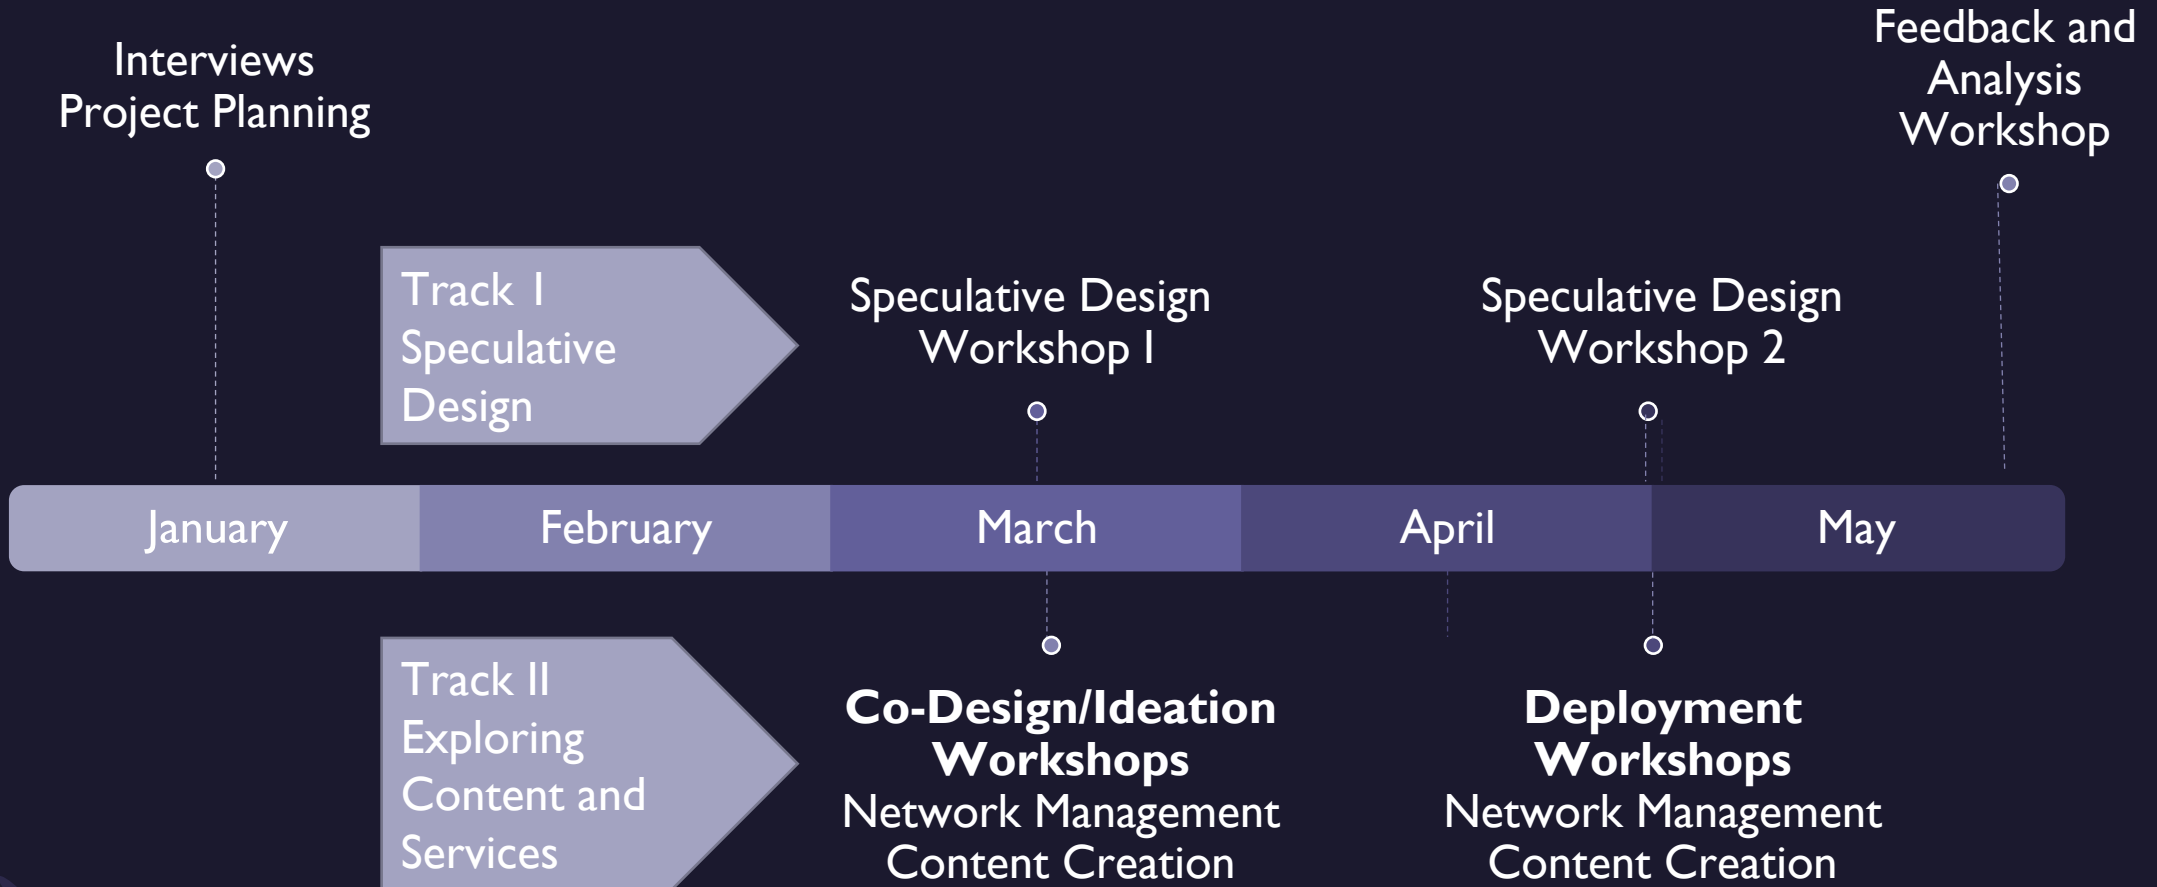 Interviews
Project Planning
Feedback and
Analysis
Workshop
Track 1
Speculative
Design
Speculative Design
Workshop 1
Speculative Design
Workshop 2
January
February
March
April
May
Track II
Exploring
Content and
Services
Co-Design/Ideation
Workshops
Network Management
Content Creation
Deployment
Workshops
Network Management
Content Creation